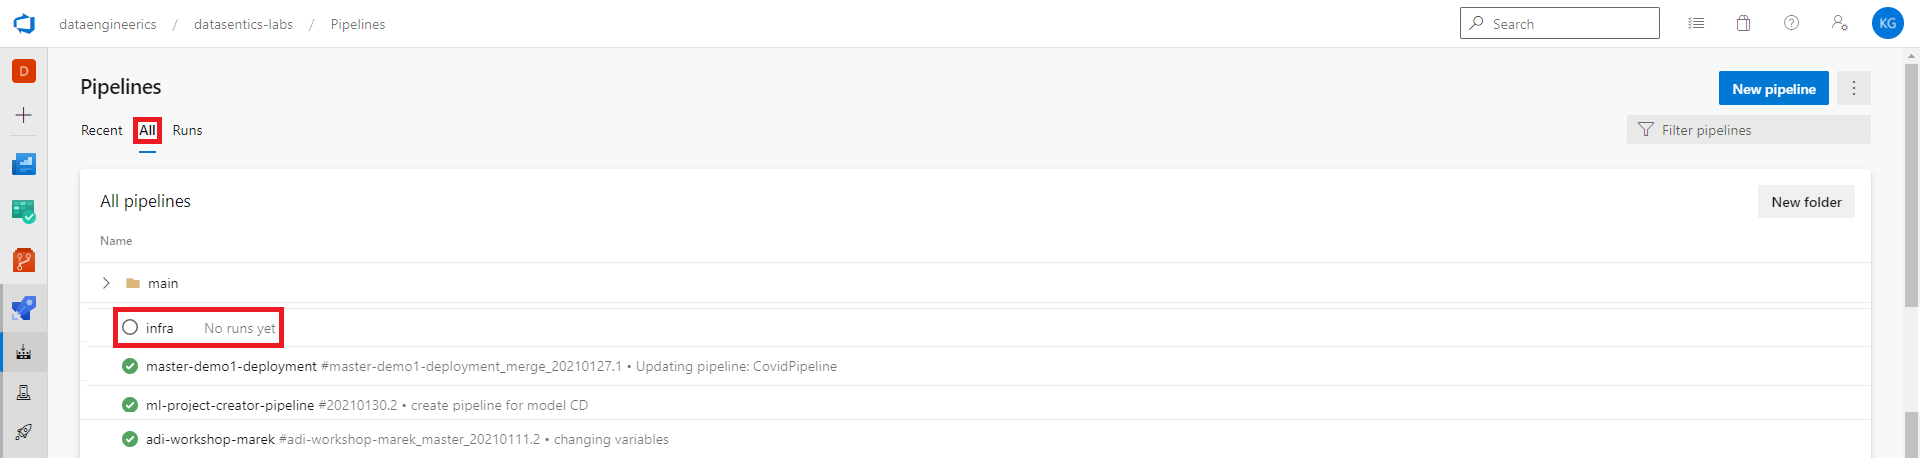 dataengineerics / datasentics-labs / Pipelines Search KG
D
Pipelines New pipeline
Recent All Runs Filter pipelines
All pipelines New folder
Name
main
infra No runs yet
master-demo1-deployment #master-demo1-deployment_merge_20210127.1 • Updating pipeline: CovidPipeline
ml-project-creator-pipeline #20210130.2 • create pipeline for model CD
adi-workshop-marek #adi-workshop-marek_master_20210111.2 • changing variables